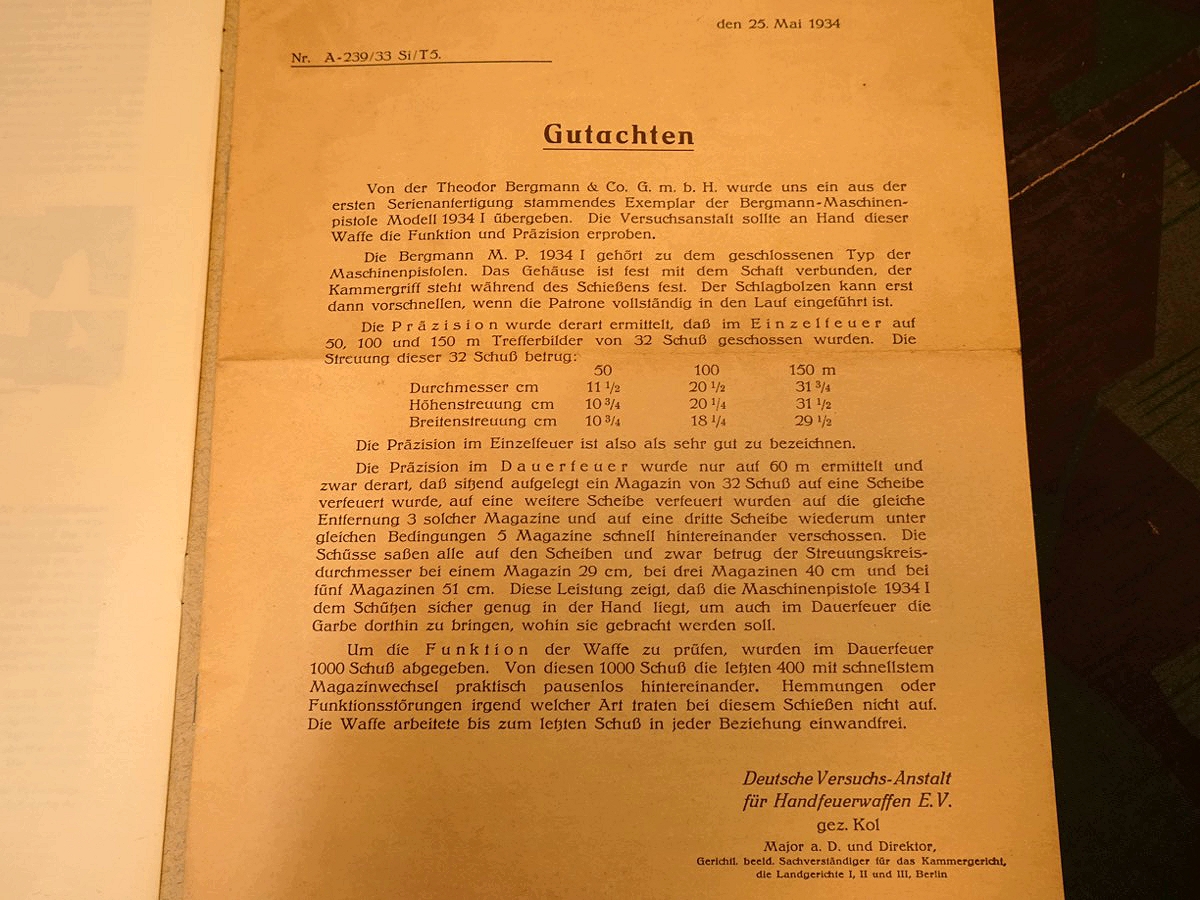 den 25. Mai 1934
Nr. A-239/33 Si/T5.
Gutachten
Von der Theodor Bergmann & Co. G. m. b. H. wurde uns ein aus der
ersten Serienanfertigung stammendes Exemplar der Bergmann-Maschinen-
pistole Modell 1934 I übergeben. Die Versuchsanstalt sollte an Hand dieser
Waffe die Funktion und Präzision erproben.
Die Bergmann M. P. 1934 I gehört zu dem geschlossenen Typ der
Maschinenpistolen. Das Gehäuse ist fest mit dem Schaft verbunden, der
Kammergriff steht während des Schießens fest. Der Schlagbolzen kann erst
dann vorschnellen, wenn die Patrone vollständig in den Lauf eingeführt ist.
Die Präzision wurde derart ermittelt, daß im Einzelfeuer auf
50, 100 und 150 m Trefferbilder von 32 Schuß geschossen wurden. Die
Streuung dieser 32 Schuß betrug:
50 100 150 m
Durchmesser cm 11 1/2 20 1/2 31 3/4
Höhenstreuung cm 10 3/4 20 1/4 31 1/2
Breitenstreuung cm 10 3/4 18 1/4 29 1/2
Die Präzision im Einzelfeuer ist also als sehr gut zu bezeichnen.
Die Präzision im Dauerfeuer wurde nur auf 60 m ermittelt und
zwar derart, daß sitzend aufgelegt ein Magazin von 32 Schuß auf eine Scheibe
verfeuert wurde, auf eine weitere Scheibe verfeuert wurden auf die gleiche
Entfernung 3 solcher Magazine und auf eine dritte Scheibe wiederum unter
gleichen Bedingungen 5 Magazine schnell hintereinander verschossen. Die
Schüsse saßen alle auf den Scheiben und zwar betrug der Streuungskreis-
durchmesser bei einem Magazin 29 cm, bei drei Magazinen 40 cm und bei
fünf Magazinen 51 cm. Diese Leistung zeigt, daß die Maschinenpistole 1934 I
dem Schützen sicher genug in der Hand liegt, um auch im Dauerfeuer die
Garbe dorthin zu bringen, wohin sie gebracht werden soll.
Um die Funktion der Waffe zu prüfen, wurden im Dauerfeuer
1000 Schuß abgegeben. Von diesen 1000 Schuß die letzten 400 mit schnellstem
Magazinwechsel praktisch pausenlos hintereinander. Hemmungen oder
Funktionsstörungen irgend welcher Art traten bei diesem Schießen nicht auf.
Die Waffe arbeitete bis zum letzten Schuß in jeder Beziehung einwandfrei.
Deutsche Versuchs-Anstalt
für Handfeuerwaffen E.V.
gez. Kol
Major a. D. und Direktor,
Gerichtl. beeid. Sachverständiger für das Kammergericht,
die Landgerichte I, II und III, Berlin